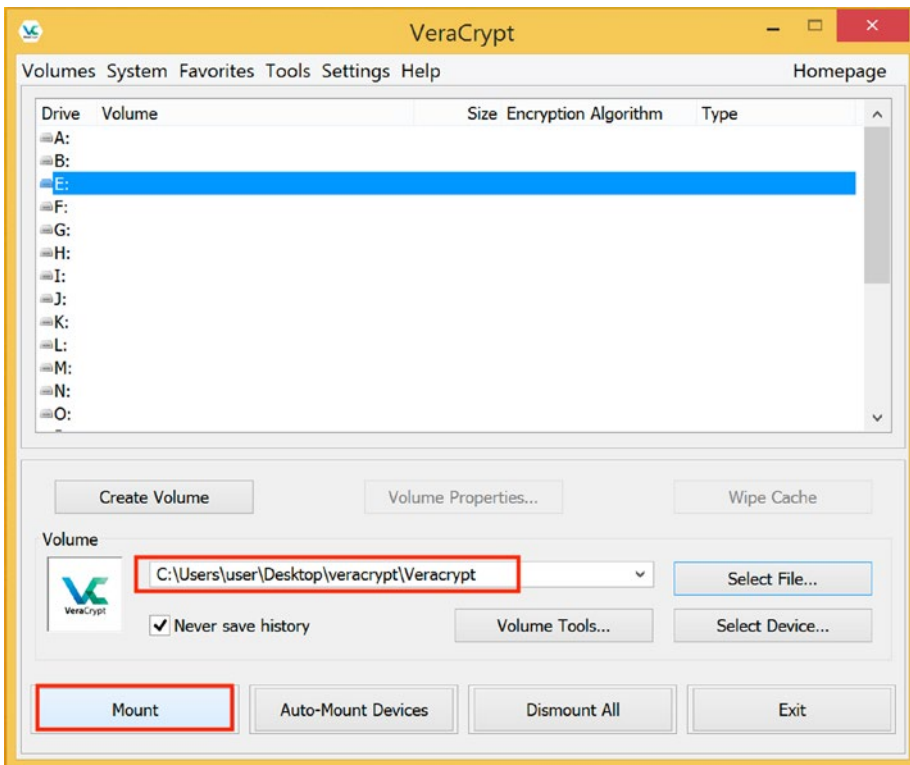 VeraCrypt
Volumes System Favorites Tools Settings Help Homepage
Drive Volume Size Encryption Algorithm Type
A:
B:
E:
F:
G:
H:
I:
J:
K:
L:
M:
N:
O:
Create Volume Volume Properties... Wipe Cache
Volume
C:\Users\user\Desktop\veracrypt\Veracrypt Select File...
VeraCrypt
Never save history Volume Tools... Select Device...
Mount Auto-Mount Devices Dismount All Exit